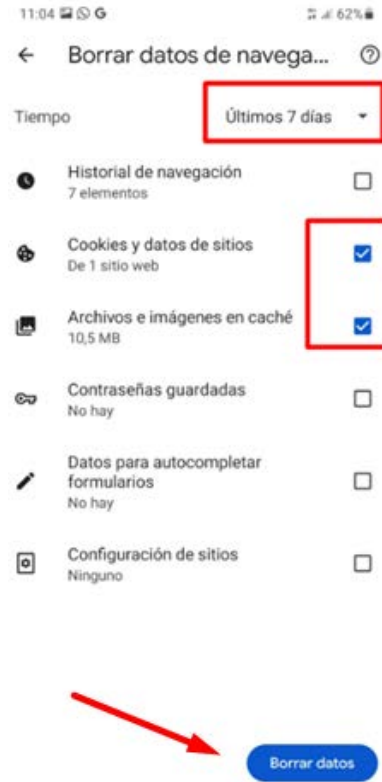 11:04 G 62%
Borrar datos de navega...
Tiempo
Últimos 7 días
Historial de navegación
7 elementos
Cookies y datos de sitios
De 1 sitio web
Archivos e imágenes en caché
10,5 MB
Contraseñas guardadas
No hay
Datos para autocompletar
formularios
No hay
Configuración de sitios
Ninguno
Borrar datos